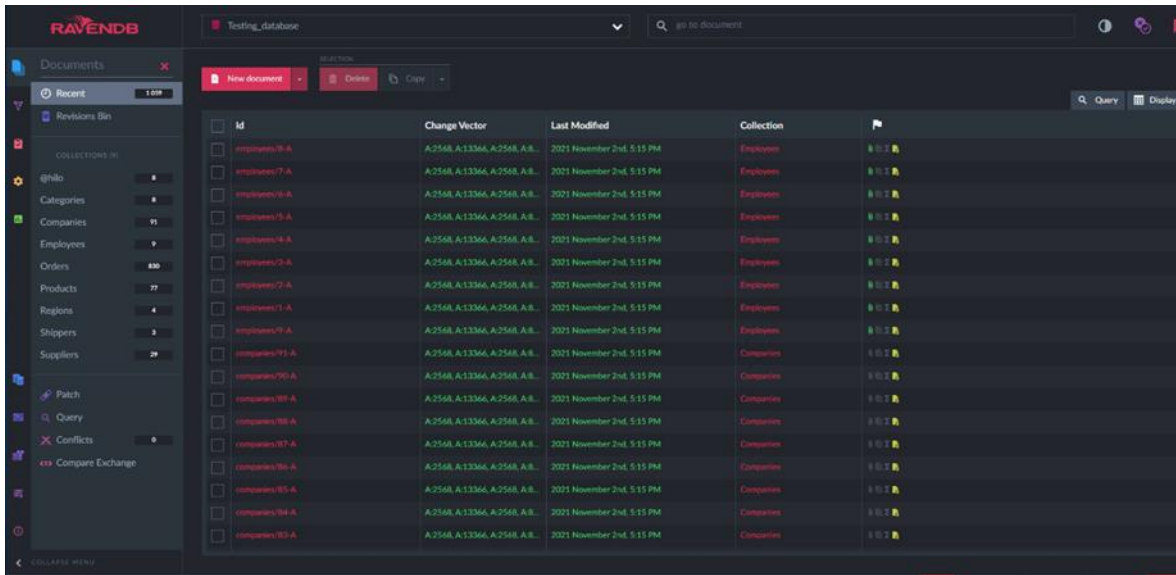 RAVENDB
Testing_database
go to document
Documents
SELECTION
New document
Delete
Copy
Recent
1 059
Query
Display
Revisions Bin
Id
Change Vector
Last Modified
Collection
COLLECTIONS (9)
@hilo 8
Categories 8
Companies 91
Employees 9
Orders 830
Products 77
Regions 4
Shippers 3
Suppliers 29
Patch
Query
Conflicts 0
Compare Exchange
COLLAPSE MENU
employees/8-A A:2568, A:13366, A:2568, A:8... 2021 November 2nd, 5:15 PM Employees
employees/7-A A:2568, A:13366, A:2568, A:8... 2021 November 2nd, 5:15 PM Employees
employees/6-A A:2568, A:13366, A:2568, A:8... 2021 November 2nd, 5:15 PM Employees
employees/5-A A:2568, A:13366, A:2568, A:8... 2021 November 2nd, 5:15 PM Employees
employees/4-A A:2568, A:13366, A:2568, A:8... 2021 November 2nd, 5:15 PM Employees
employees/3-A A:2568, A:13366, A:2568, A:8... 2021 November 2nd, 5:15 PM Employees
employees/2-A A:2568, A:13366, A:2568, A:8... 2021 November 2nd, 5:15 PM Employees
employees/1-A A:2568, A:13366, A:2568, A:8... 2021 November 2nd, 5:15 PM Employees
employees/9-A A:2568, A:13366, A:2568, A:8... 2021 November 2nd, 5:15 PM Employees
companies/91-A A:2568, A:13366, A:2568, A:8... 2021 November 2nd, 5:15 PM Companies
companies/90-A A:2568, A:13366, A:2568, A:8... 2021 November 2nd, 5:15 PM Companies
companies/89-A A:2568, A:13366, A:2568, A:8... 2021 November 2nd, 5:15 PM Companies
companies/88-A A:2568, A:13366, A:2568, A:8... 2021 November 2nd, 5:15 PM Companies
companies/87-A A:2568, A:13366, A:2568, A:8... 2021 November 2nd, 5:15 PM Companies
companies/86-A A:2568, A:13366, A:2568, A:8... 2021 November 2nd, 5:15 PM Companies
companies/85-A A:2568, A:13366, A:2568, A:8... 2021 November 2nd, 5:15 PM Companies
companies/84-A A:2568, A:13366, A:2568, A:8... 2021 November 2nd, 5:15 PM Companies
companies/83-A A:2568, A:13366, A:2568, A:8... 2021 November 2nd, 5:15 PM Companies